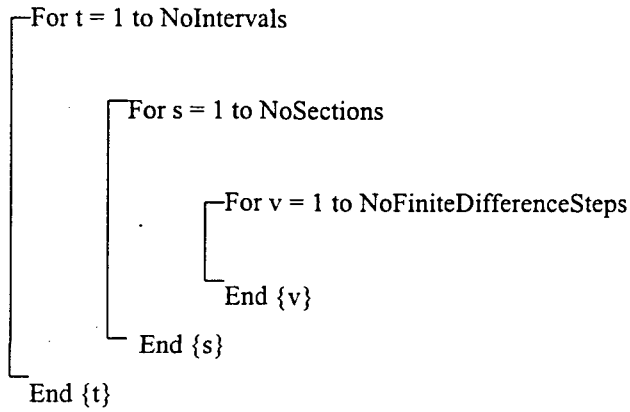 For t = 1 to NoIntervals
For s = 1 to NoSections
For v = 1 to NoFiniteDifferenceSteps
End {v}
End {s}
End {t}